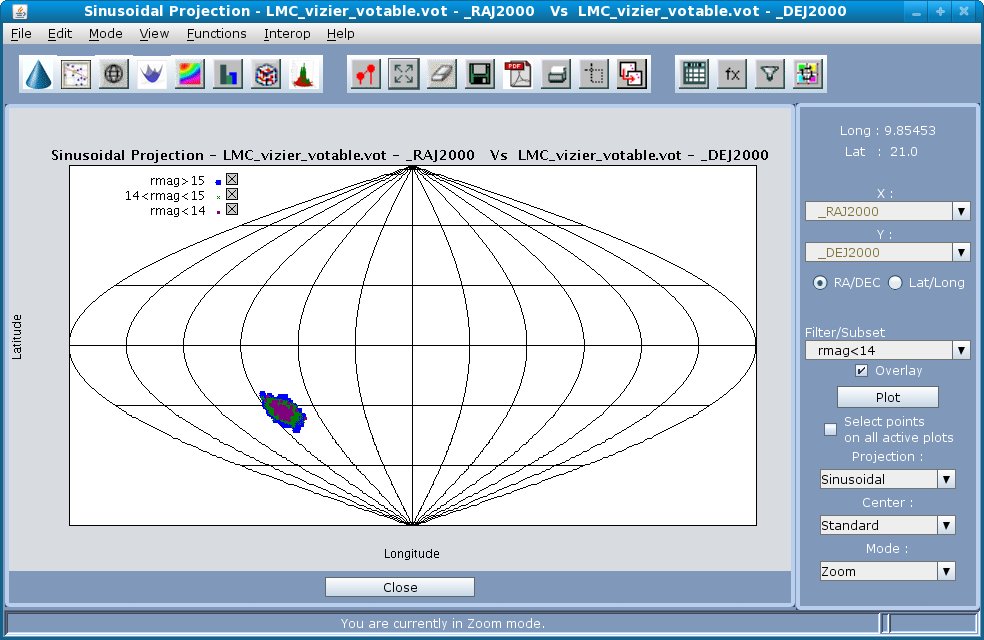 Sinusoidal Projection - LMC_vizier_votable.vot - _RAJ2000 Vs LMC_vizier_votable.vot - _DEJ2000
File Edit Mode View Functions Interop Help
PDF
fx
Sinusoidal Projection - LMC_vizier_votable.vot - _RAJ2000 Vs LMC_vizier_votable.vot - _DEJ2000
rmag>15
14<rmag<15
rmag<14
Latitude
Longitude
Close
Long : 9.85453
Lat : 21.0
X :
_RAJ2000
Y :
_DEJ2000
RA/DEC Lat/Long
Filter/Subset
rmag<14
Overlay
Plot
Select points
on all active plots
Projection :
Sinusoidal
Center :
Standard
Mode :
Zoom
You are currently in Zoom mode.